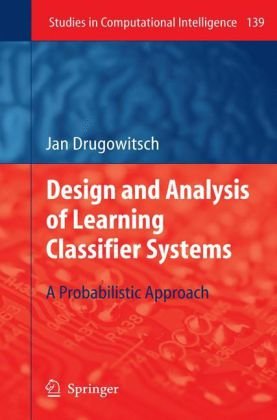 Studies in Computational Intelligence 139
Jan Drugowitsch
Design and Analysis
of Learning
Classifier Systems
A Probabilistic Approach
Springer